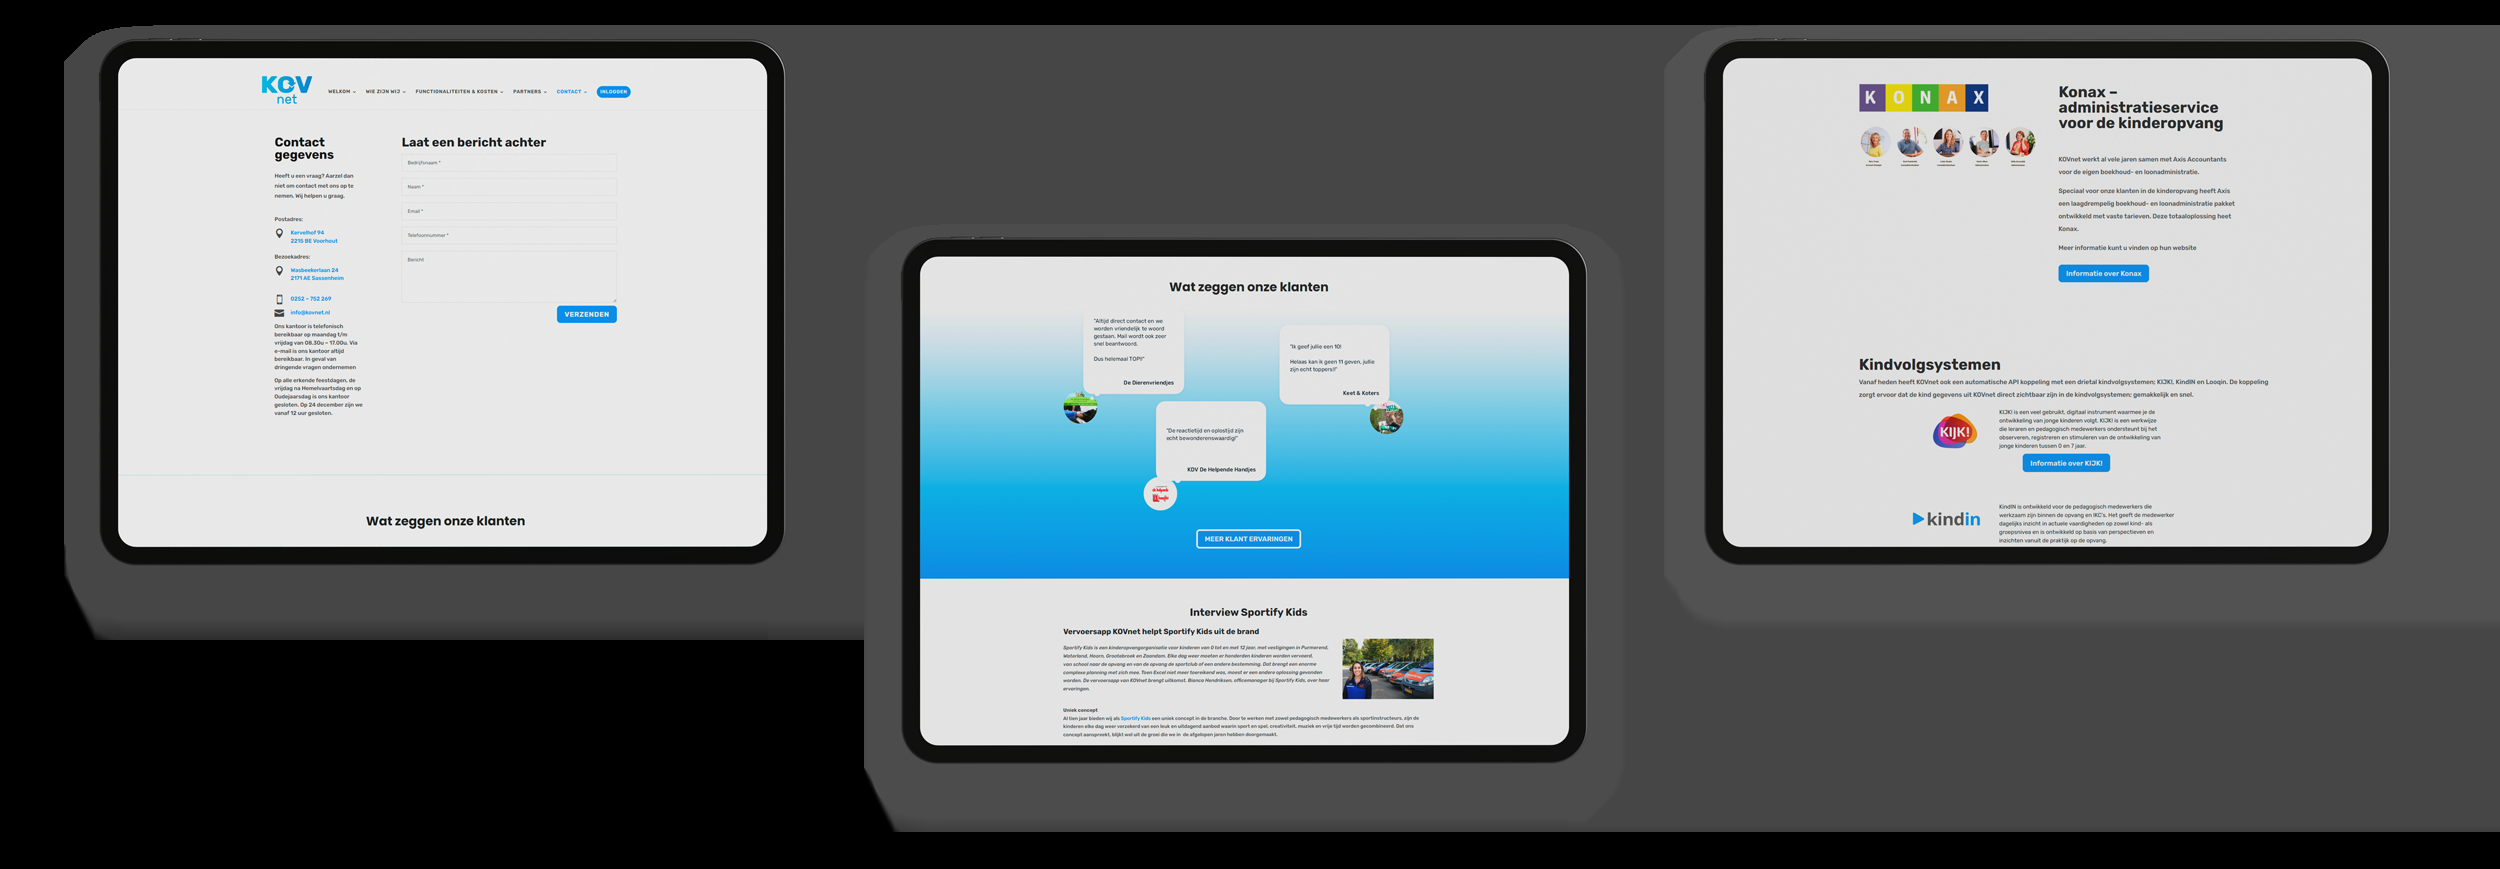 KOV
net
WELKOM
WIE ZIJN WIJ
FUNCTIONALITEITEN & KOSTEN
PARTNERS
CONTACT
INLOGGEN
Contact
gegevens
Heeft u een vraag? Aarzel dan
niet om contact met ons op te
nemen. Wij helpen u graag.
Postadres:
Kervelhof 94
2215 BE Voorhout
Bezoekadres:
Wasbeekerlaan 24
2171 AE Sassenheim
0252 – 752 269
info@kovnet.nl
Ons kantoor is telefonisch
bereikbaar op maandag t/m
vrijdag van 08.30u – 17.00u. Via
e-mail is ons kantoor altijd
bereikbaar. In geval van
dringende vragen ondernemen
Op alle erkende feestdagen, de
vrijdag na Hemelvaartsdag en op
Oudejaarsdag is ons kantoor
gesloten. Op 24 december zijn we
vanaf 12 uur gesloten.
Laat een bericht achter
Bedrijfsnaam *
Naam *
Email *
Telefoonnummer *
Bericht
VERZENDEN
Wat zeggen onze klanten
Wat zeggen onze klanten
"Altijd direct contact en we
worden vriendelijk te woord
gestaan. Mail wordt ook zeer
snel beantwoord.
Dus helemaal TOP!!"
De Dierenvriendjes
"Ik geef jullie een 10!
Helaas kan ik geen 11 geven, jullie
zijn echt toppers!!"
Keet & Koters
"De reactietijd en oplostijd zijn
echt bewonderenswaardig!"
KOV De Helpende Handjes
MEER KLANT ERVARINGEN
Interview Sportify Kids
Vervoersapp KOVnet helpt Sportify Kids uit de brand
Sportify Kids is een kinderopvangorganisatie voor kinderen van 0 tot en met 12 jaar, met vestigingen in Purmerend,
Waterland, Hoorn, Grootebroek en Zaandam. Elke dag weer moeten er honderden kinderen worden vervoerd,
van school naar de opvang en van de opvang de sportclub of een andere bestemming. Dat brengt een enorme
complexe planning met zich mee. Toen Excel niet meer toereikend was, moest er een andere oplossing gevonden
worden. De vervoersapp van KOVnet brengt uitkomst. Bianca Hendriksen, officemanager bij Sportify Kids, over haar
ervaringen.
Uniek concept
Al tien jaar bieden wij als Sportify Kids een uniek concept in de branche. Door te werken met zowel pedagogisch medewerkers als sportinstructeurs, zijn de
kinderen elke dag weer verzekerd van een leuk en uitdagend aanbod waarin sport en spel, creativiteit, muziek en vrije tijd worden gecombineerd. Dat ons
concept aanspreekt, blijkt wel uit de groei die we in de afgelopen jaren hebben doorgemaakt.
KONAX
Konax –
administratieservice
voor de kinderopvang
KOVnet werkt al vele jaren samen met Axis Accountants
voor de eigen boekhoud- en loonadministratie.
Speciaal voor onze klanten in de kinderopvang heeft Axis
een laagdrempelig boekhoud- en loonadministratie pakket
ontwikkeld met vaste tarieven. Deze totaaloplossing heet
Konax.
Meer informatie kunt u vinden op hun website
Informatie over Konax
Kindvolgsystemen
Vanaf heden heeft KOVnet ook een automatische API koppeling met een drietal kindvolgsystemen; KIJK!, KindIN en Looqin. De koppeling
zorgt ervoor dat de kind gegevens uit KOVnet direct zichtbaar zijn in de kindvolgsystemen; gemakkelijk en snel.
KIJK!
KIJK! is een veel gebruikt, digitaal instrument waarmee je de
ontwikkeling van jonge kinderen volgt. KIJK! is een werkwijze
die leraren en pedagogisch medewerkers ondersteunt bij het
observeren, registreren en stimuleren van de ontwikkeling van
jonge kinderen tussen 0 en 7 jaar.
Informatie over KIJK!
kindin
KindIN is ontwikkeld voor de pedagogisch medewerkers die
werkzaam zijn binnen de opvang en IKC's. Het geeft de medewerker
dagelijks inzicht in actuele vaardigheden op zowel kind- als
groepsniveau en is ontwikkeld op basis van perspectieven en
inzichten vanuit de praktijk op de opvang.